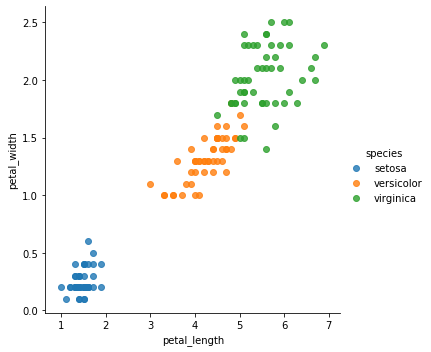 2.5
2.0
1.5
1.0
0.5
0.0
petal_width
1
2
3
4
5
6
7
petal_length
species
setosa
versicolor
virginica